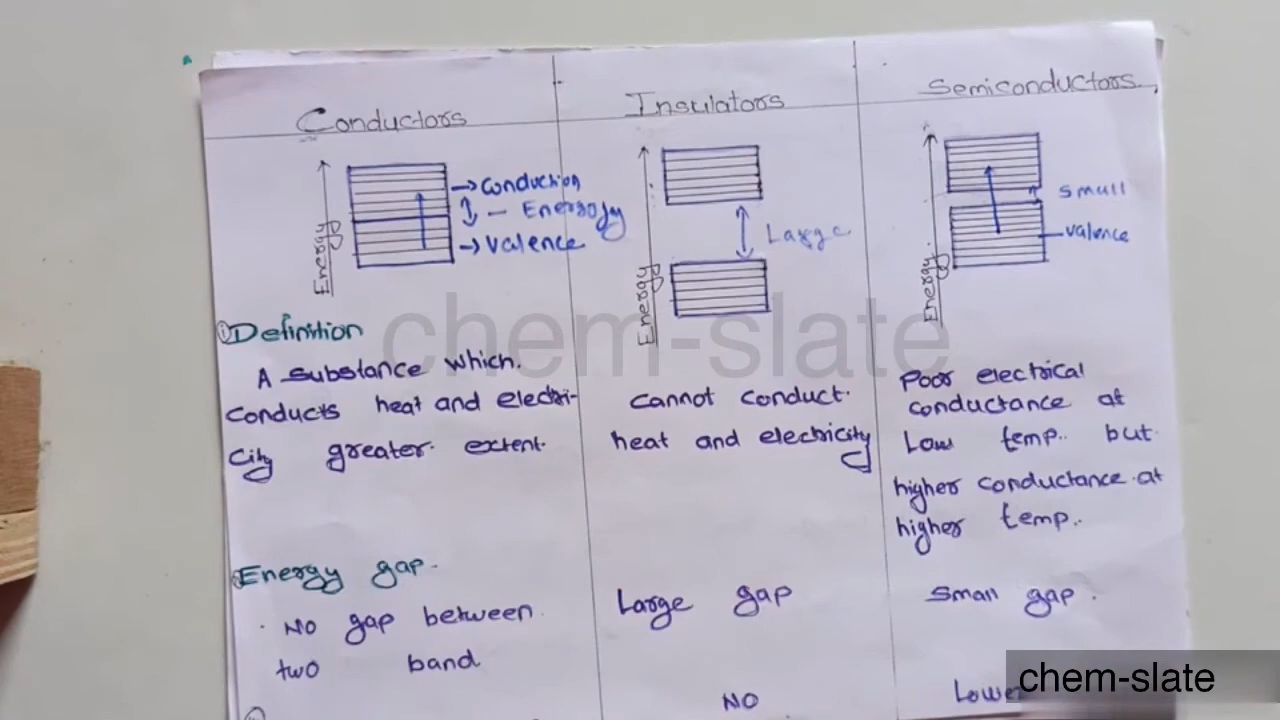 Conductors
Insulators
Semiconductors
Energy
→ Conduction
- Energy
→ Valence
Energy
Large
Energy
small
valence
chem-slate
① Definition
A substance which.
conducts heat and electri-
city greater extent.
cannot conduct.
heat and electricity
Poor electrical
conductance at
Low temp. but
higher conductance at
higher temp.
Energy gap.
NO gap between
two band
Large gap
Small gap.
NO
chem-slate